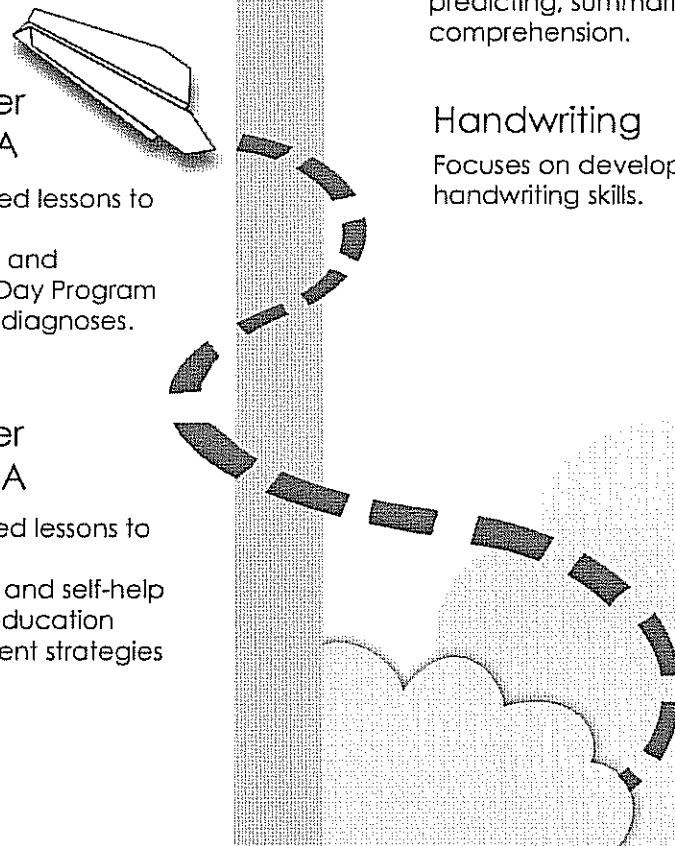 er
A
ed lessons to
and
Day Program
diagnoses.
er
A
ed lessons to
and self-help
education
ent strategies
predicting, summari
comprehension.
Handwriting
Focuses on develop
handwriting skills.